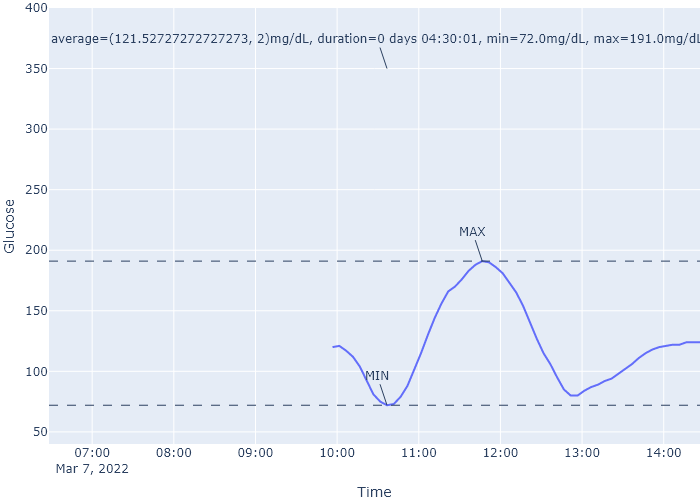 400
average=(121.52727272727273, 2)mg/dL, duration=0 days 04:30:01, min=72.0mg/dL, max=191.0mg/dL
350
300
250
MAX
200
Glucose
150
100
MIN
50
07:00 08:00 09:00 10:00 11:00 12:00 13:00 14:00
Mar 7, 2022
Time